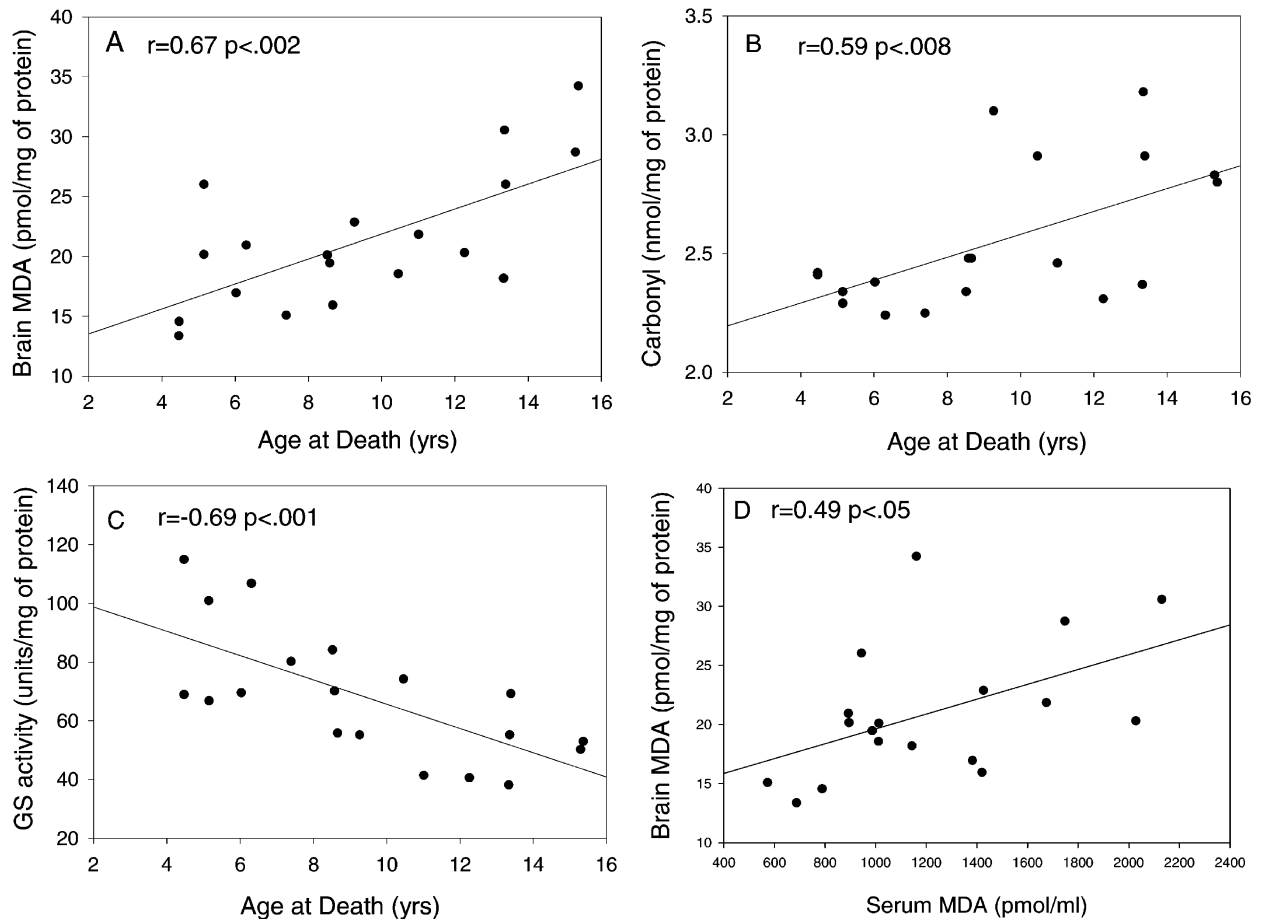 A r=0.67 p<.002
Brain MDA (pmol/mg of protein)
40
35
30
25
20
15
10
2 4 6 8 10 12 14 16
Age at Death (yrs)
B r=0.59 p<.008
Carbonyl (nmol/mg of protein)
3.5
3.0
2.5
2.0
2 4 6 8 10 12 14 16
Age at Death (yrs)
C r=-0.69 p<.001
GS activity (units/mg of protein)
140
120
100
80
60
40
20
2 4 6 8 10 12 14 16
Age at Death (yrs)
D r=0.49 p<.05
Brain MDA (pmol/mg of protein)
40
35
30
25
20
15
10
400 600 800 1000 1200 1400 1600 1800 2000 2200 2400
Serum MDA (pmol/ml)